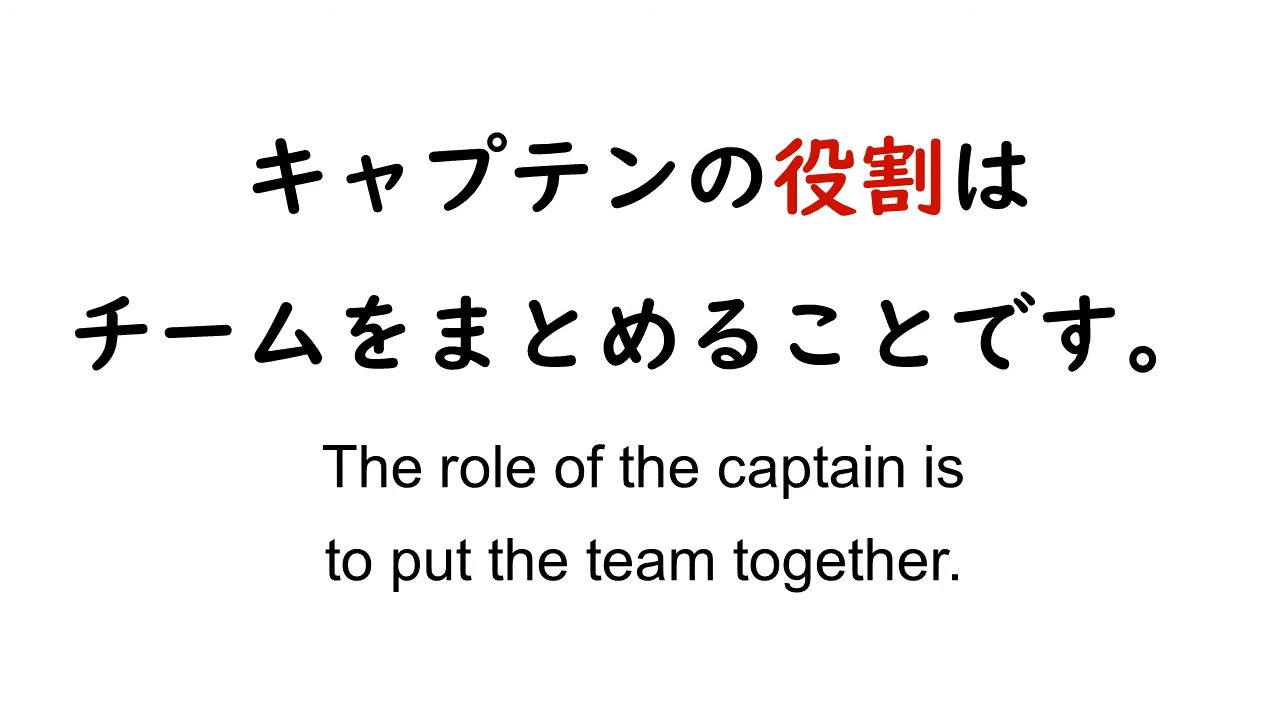 キャプテンの役割は
チームをまとめることです。
The role of the captain is
to put the team together.